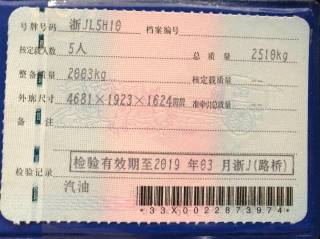 号牌号码 浙JL5H10 档案编号
核定载人数 5人 总质量 2510kg
整备质量 2003kg 核定载质量 --
外廓尺寸 4681×1923×1624mm 准牵引总质量 --
备注
检验有效期至2019年03月浙J(路桥)
检验记录
汽油
*33X0022873974*